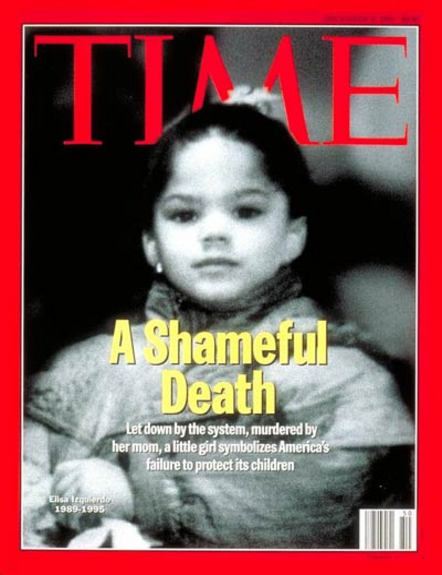 TIME
A Shameful
Death
Let down by the system, murdered by
her mom, a little girl symbolizes America's
failure to protect its children
Elisa Izquierdo
1989-1995
50